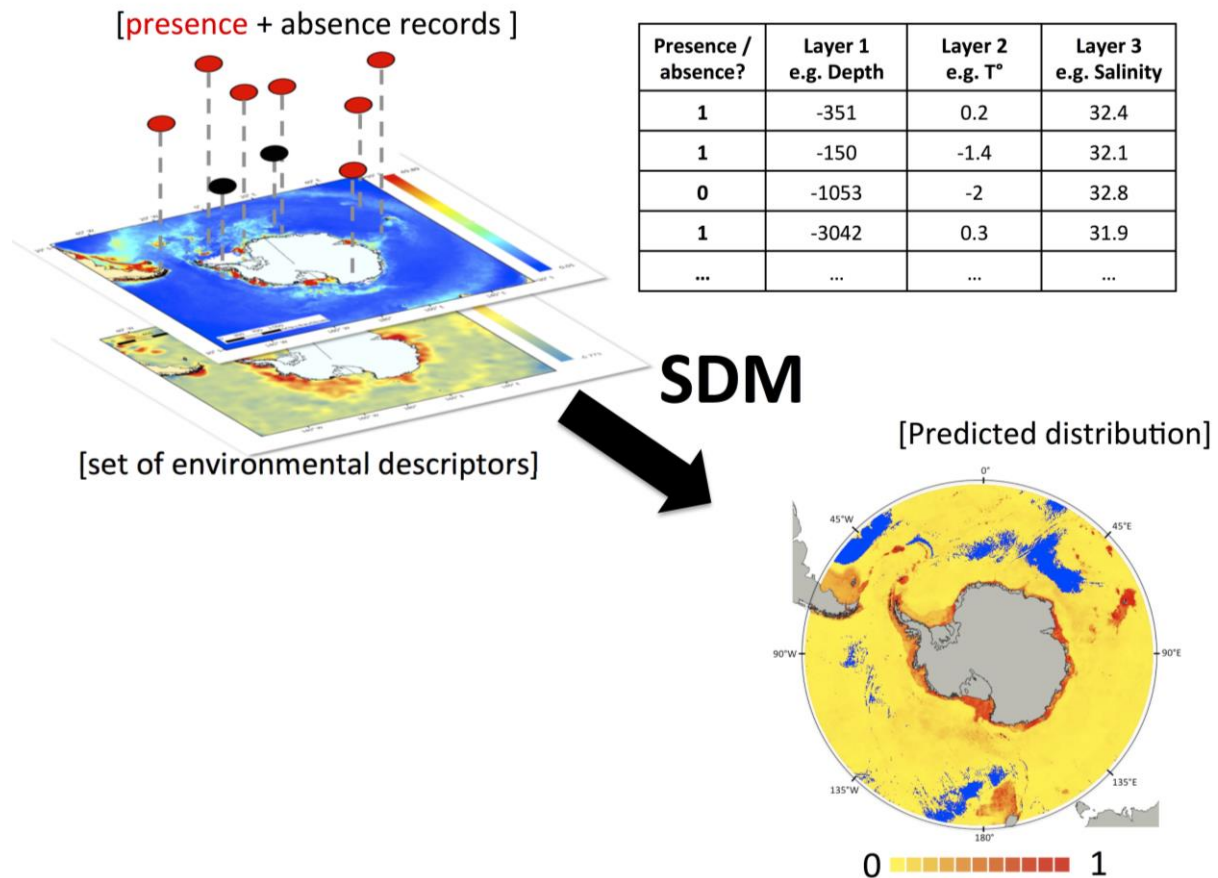 [presence + absence records ]
Presence / absence? Layer 1 e.g. Depth Layer 2 e.g. T° Layer 3 e.g. Salinity
1 -351 0.2 32.4
1 -150 -1.4 32.1
0 -1053 -2 32.8
1 -3042 0.3 31.9
... ... ... ...
SDM
[set of environmental descriptors]
[Predicted distribution]
0°
45°W
45°E
90°W
90°E
135°W
135°E
180°
0 1